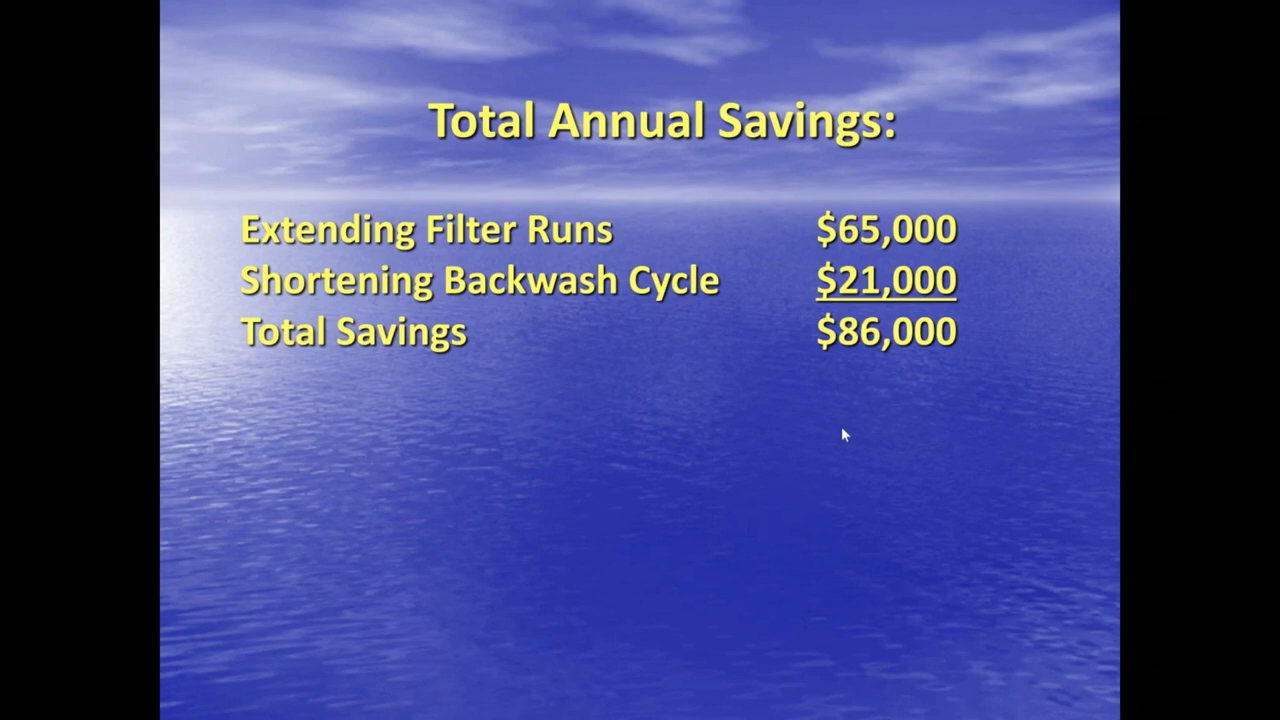 Total Annual Savings:
Extending Filter Runs $65,000
Shortening Backwash Cycle $21,000
Total Savings $86,000